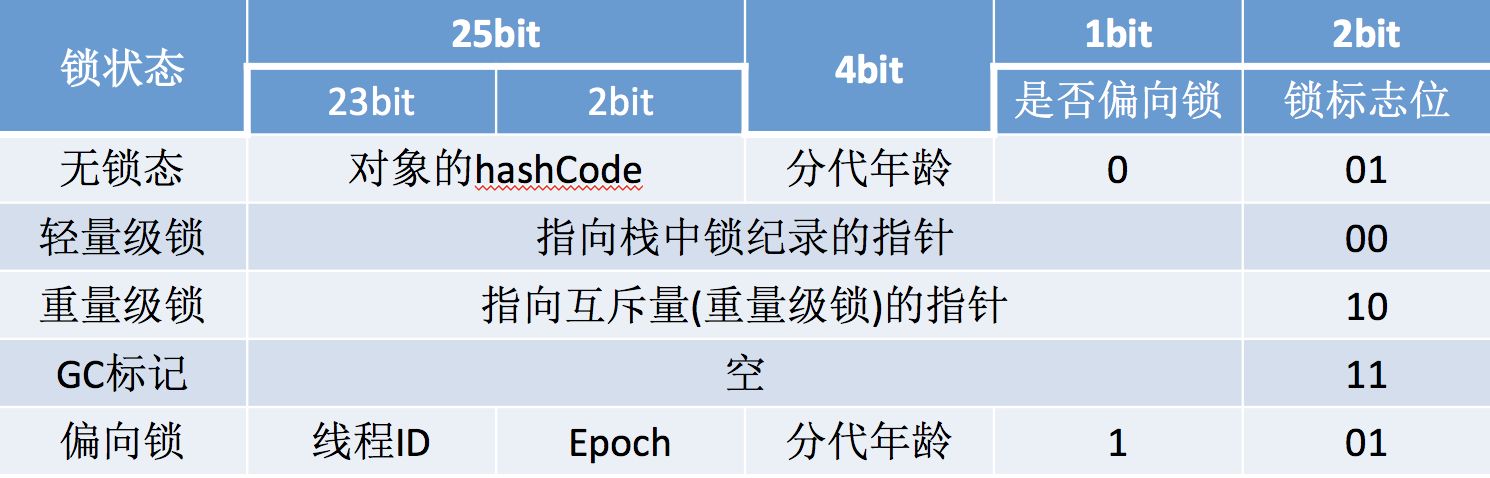 锁状态 25bit 4bit 1bit 2bit
23bit 2bit 是否偏向锁 锁标志位
无锁态 对象的hashCode 分代年龄 0 01
轻量级锁 指向栈中锁纪录的指针 00
重量级锁 指向互斥量(重量级锁)的指针 10
GC标记 空 11
偏向锁 线程ID Epoch 分代年龄 1 01